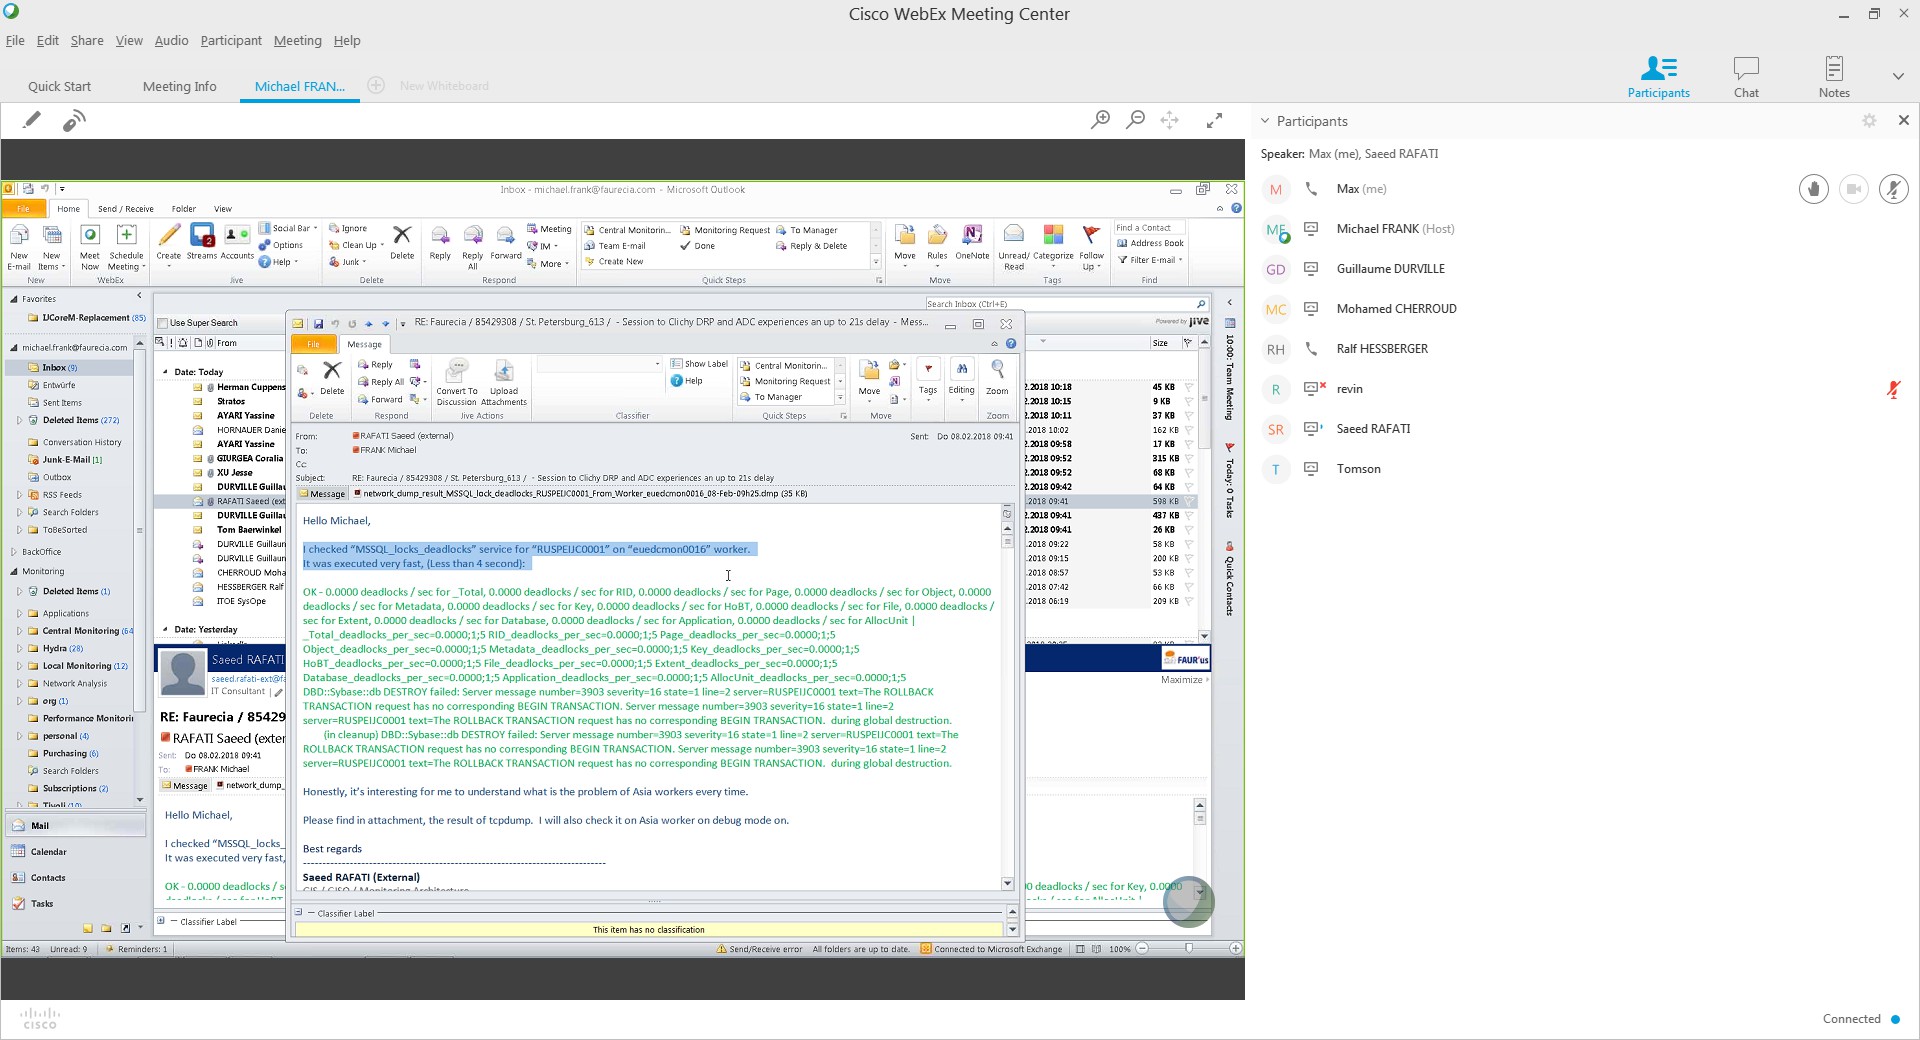 Cisco WebEx Meeting Center
File Edit Share View Audio Participant Meeting Help
Quick Start Meeting Info Michael FRAN... New Whiteboard
Participants Chat Notes
Inbox - michael.frank@faurecia.com - Microsoft Outlook
File Home Send / Receive Folder View
New E-mail
New Items
Meet Now
Schedule Meeting
Create Streams Accounts
Social Bar
Options
Help
Ignore
Clean Up
Junk
Delete
Reply
Reply All
Forward
Meeting
IM
More
Central Monitorin...
Team E-mail
Create New
Monitoring Request
Done
To Manager
Reply & Delete
Move Rules OneNote
Unread/ Read
Categorize
Follow Up
Find a Contact
Address Book
Filter E-mail
New WebEx Jive Delete Respond Quick Steps Move Tags Find
Favorites
IJCoreM-Replacement (85)
michael.frank@faurecia.com
Inbox (9)
Entwürfe
Sent Items
Deleted Items (272)
Conversation History
Junk-E-Mail [1]
Outbox
RSS Feeds
Search Folders
ToBeSorted
BackOffice
Monitoring
Deleted Items (1)
Applications
Central Monitoring (64
Hydra (28)
Local Monitoring (12)
Network Analysis
org (1)
Performance Monitori
personal (4)
Purchasing (6)
Search Folders
Subscriptions (2)
Tivoli (10)
Mail
Calendar
Contacts
Tasks
Search Inbox (Ctrl+E)
Use Super Search
Powered by jive
From
Size
Date: Today
Herman Cuppens
Stratos
AYARI Yassine
HORNAUER Danie
AYARI Yassine
GIURGEA Coralia
XU Jesse
DURVILLE Guillau
RAFATI Saeed (ext
DURVILLE Guillau
Tom Baerwinkel
DURVILLE Guillau
DURVILLE Guillau
CHERROUD Moha
HESSBERGER Ralf
ITOE SysOpe
Date: Yesterday
2.2018 10:18 45 KB
2.2018 10:15 9 KB
2.2018 10:11 37 KB
.2018 10:02 162 KB
2.2018 09:58 17 KB
2.2018 09:52 315 KB
2.2018 09:52 68 KB
2.2018 09:42 64 KB
.2018 09:41 598 KB
2.2018 09:41 437 KB
2.2018 09:41 26 KB
.2018 09:22 58 KB
.2018 09:15 200 KB
.2018 08:57 53 KB
.2018 07:42 66 KB
.2018 06:19 209 KB
10:00: Team Meeting
Today: 0 Tasks
Quick Contacts
RE: Faurecia / 85429308 / St. Petersburg_613 / - Session to Clichy DRP and ADC experiences an up to 21s delay - Mess...
File Message
Delete
Reply
Reply All
Forward
Convert To Discussion
Upload Attachments
Show Label
Help
Central Monitorin...
Monitoring Request
To Manager
Move
Tags
Editing
Zoom
Delete Respond Jive Actions Classifier Quick Steps Move Zoom
From: RAFATI Saeed (external) Sent: Do 08.02.2018 09:41
To: FRANK Michael
Cc:
Subject: RE: Faurecia / 85429308 / St. Petersburg_613 / - Session to Clichy DRP and ADC experiences an up to 21s delay
Message network_dump_result_MSSQL_lock_deadlocks_RUSPEIJC0001_From_Worker_euedcmon0016_08-Feb-09h25.dmp (35 KB)
Hello Michael,
I checked “MSSQL_locks_deadlocks” service for “RUSPEIJC0001” on “euedcmon0016” worker.
It was executed very fast, (Less than 4 second):
OK - 0.0000 deadlocks / sec for _Total, 0.0000 deadlocks / sec for RID, 0.0000 deadlocks / sec for Page, 0.0000 deadlocks / sec for Object, 0.0000
deadlocks / sec for Metadata, 0.0000 deadlocks / sec for Key, 0.0000 deadlocks / sec for HoBT, 0.0000 deadlocks / sec for File, 0.0000 deadlocks /
sec for Extent, 0.0000 deadlocks / sec for Database, 0.0000 deadlocks / sec for Application, 0.0000 deadlocks / sec for AllocUnit |
_Total_deadlocks_per_sec=0.0000;1;5 RID_deadlocks_per_sec=0.0000;1;5 Page_deadlocks_per_sec=0.0000;1;5
Object_deadlocks_per_sec=0.0000;1;5 Metadata_deadlocks_per_sec=0.0000;1;5 Key_deadlocks_per_sec=0.0000;1;5
HoBT_deadlocks_per_sec=0.0000;1;5 File_deadlocks_per_sec=0.0000;1;5 Extent_deadlocks_per_sec=0.0000;1;5
Database_deadlocks_per_sec=0.0000;1;5 Application_deadlocks_per_sec=0.0000;1;5 AllocUnit_deadlocks_per_sec=0.0000;1;5
DBD::Sybase::db DESTROY failed: Server message number=3903 severity=16 state=1 line=2 server=RUSPEIJC0001 text=The ROLLBACK
TRANSACTION request has no corresponding BEGIN TRANSACTION. Server message number=3903 severity=16 state=1 line=2
server=RUSPEIJC0001 text=The ROLLBACK TRANSACTION request has no corresponding BEGIN TRANSACTION. during global destruction.
(in cleanup) DBD::Sybase::db DESTROY failed: Server message number=3903 severity=16 state=1 line=2 server=RUSPEIJC0001 text=The
ROLLBACK TRANSACTION request has no corresponding BEGIN TRANSACTION. Server message number=3903 severity=16 state=1 line=2
server=RUSPEIJC0001 text=The ROLLBACK TRANSACTION request has no corresponding BEGIN TRANSACTION. during global destruction.
Honestly, it’s interesting for me to understand what is the problem of Asia workers every time.
Please find in attachment, the result of tcpdump. I will also check it on Asia worker on debug mode on.
Best regards
Saeed RAFATI (External)
GIS / CISO / Monitoring Architecture
Classifier Label
This item has no classification
Saeed RAFATI
saeed.rafati-ext@fa
IT Consultant |
FAUR'us
Maximize
RE: Faurecia / 85429
RAFATI Saeed (exter
Sent: Do 08.02.2018 09:41
To: FRANK Michael
Message network_dump_
Hello Michael,
I checked “MSSQL_locks_
It was executed very fast,
OK - 0.0000 deadlocks / s
0 deadlocks / sec for Key, 0.0000
Classifier Label
Items: 43 Unread: 9 Reminders: 1
Send/Receive error All folders are up to date. Connected to Microsoft Exchange 100%
Participants
Speaker: Max (me), Saeed RAFATI
M Max (me)
MF Michael FRANK (Host)
GD Guillaume DURVILLE
MC Mohamed CHERROUD
RH Ralf HESSBERGER
R revin
SR Saeed RAFATI
T Tomson
CISCO
Connected